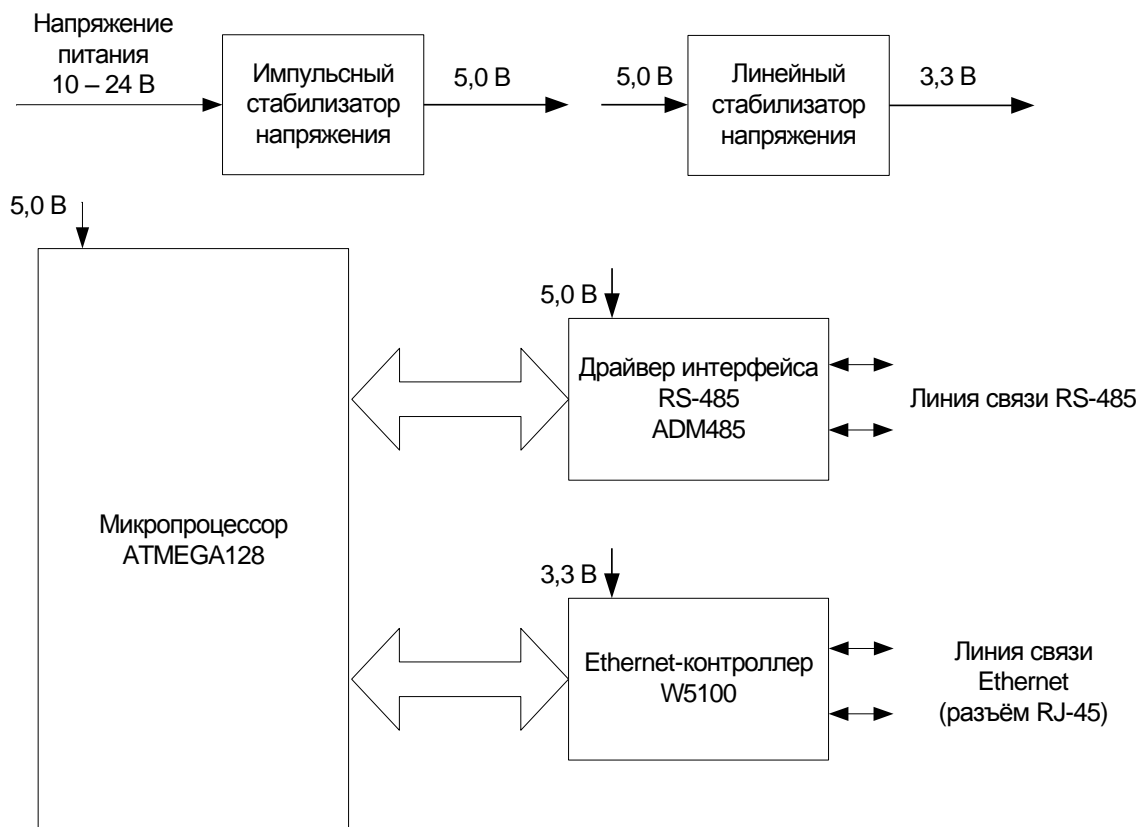 Напряжение
питания
10 – 24 В
Импульсный
стабилизатор
напряжения
5,0 В
5,0 В
Линейный
стабилизатор
напряжения
3,3 В
5,0 В
Микропроцессор
ATMEGA128
5,0 В
Драйвер интерфейса
RS-485
ADM485
Линия связи RS-485
3,3 В
Ethernet-контроллер
W5100
Линия связи
Ethernet
(разъём RJ-45)